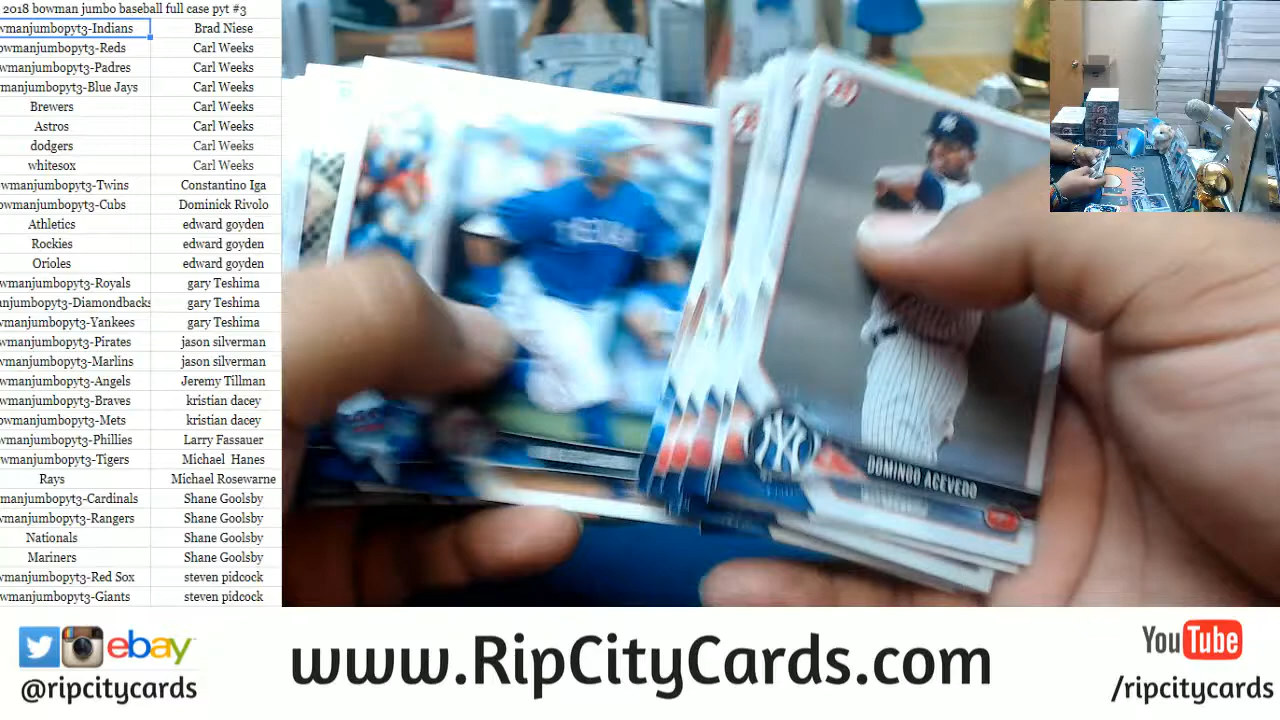 2018 bowman jumbo baseball full case pyt #3
wmanjumbopyt3-Indians Brad Niese
owmanjumbopyt3-Reds Carl Weeks
wmanjumbopyt3-Padres Carl Weeks
manjumbopyt3-Blue Jays Carl Weeks
Brewers Carl Weeks
Astros Carl Weeks
dodgers Carl Weeks
whitesox Carl Weeks
wmanjumbopyt3-Twins Constantino Iga
owmanjumbopyt3-Cubs Dominick Rivolo
Athletics edward goyden
Rockies edward goyden
Orioles edward goyden
wmanjumbopyt3-Royals gary Teshima
anjumbopyt3-Diamondbacks gary Teshima
wmanjumbopyt3-Yankees gary Teshima
wmanjumbopyt3-Pirates jason silverman
wmanjumbopyt3-Marlins jason silverman
wmanjumbopyt3-Angels Jeremy Tillman
wmanjumbopyt3-Braves kristian dacey
owmanjumbopyt3-Mets kristian dacey
wmanjumbopyt3-Phillies Larry Fassauer
wmanjumbopyt3-Tigers Michael Hanes
Rays Michael Rosewarne
manjumbopyt3-Cardinals Shane Goolsby
wmanjumbopyt3-Rangers Shane Goolsby
Nationals Shane Goolsby
Mariners Shane Goolsby
wmanjumbopyt3-Red Sox steven pidcock
wmanjumbopyt3-Giants steven pidcock
TEXAS
NY
DOMINGO ACEVEDO
ebay
@ripcitycards
www.RipCityCards.com
YouTube
/ripcitycards